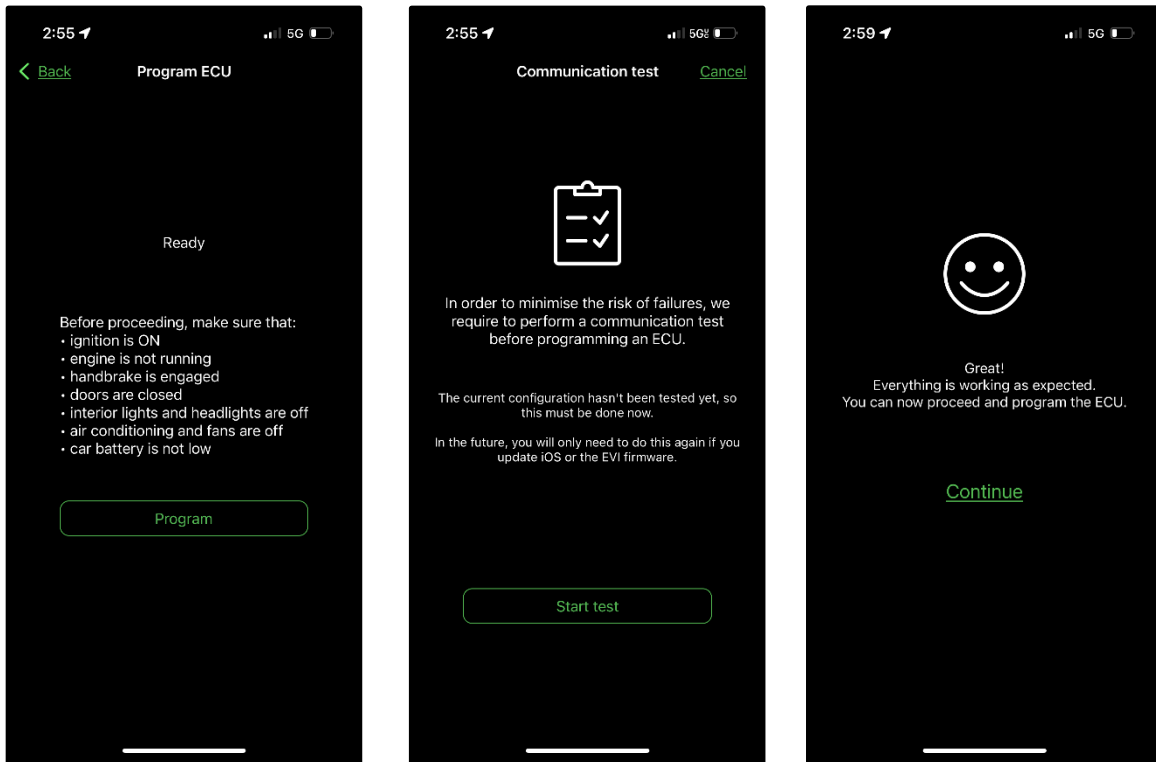 2:55
5G
Back
Program ECU
Ready
Before proceeding, make sure that:
• ignition is ON
• engine is not running
• handbrake is engaged
• doors are closed
• interior lights and headlights are off
• air conditioning and fans are off
• car battery is not low
Program
2:55
Communication test
Cancel
In order to minimise the risk of failures, we
require to perform a communication test
before programming an ECU.
The current configuration hasn't been tested yet, so
this must be done now.
In the future, you will only need to do this again if you
update iOS or the EVI firmware.
Start test
2:59
5G
Great!
Everything is working as expected.
You can now proceed and program the ECU.
Continue